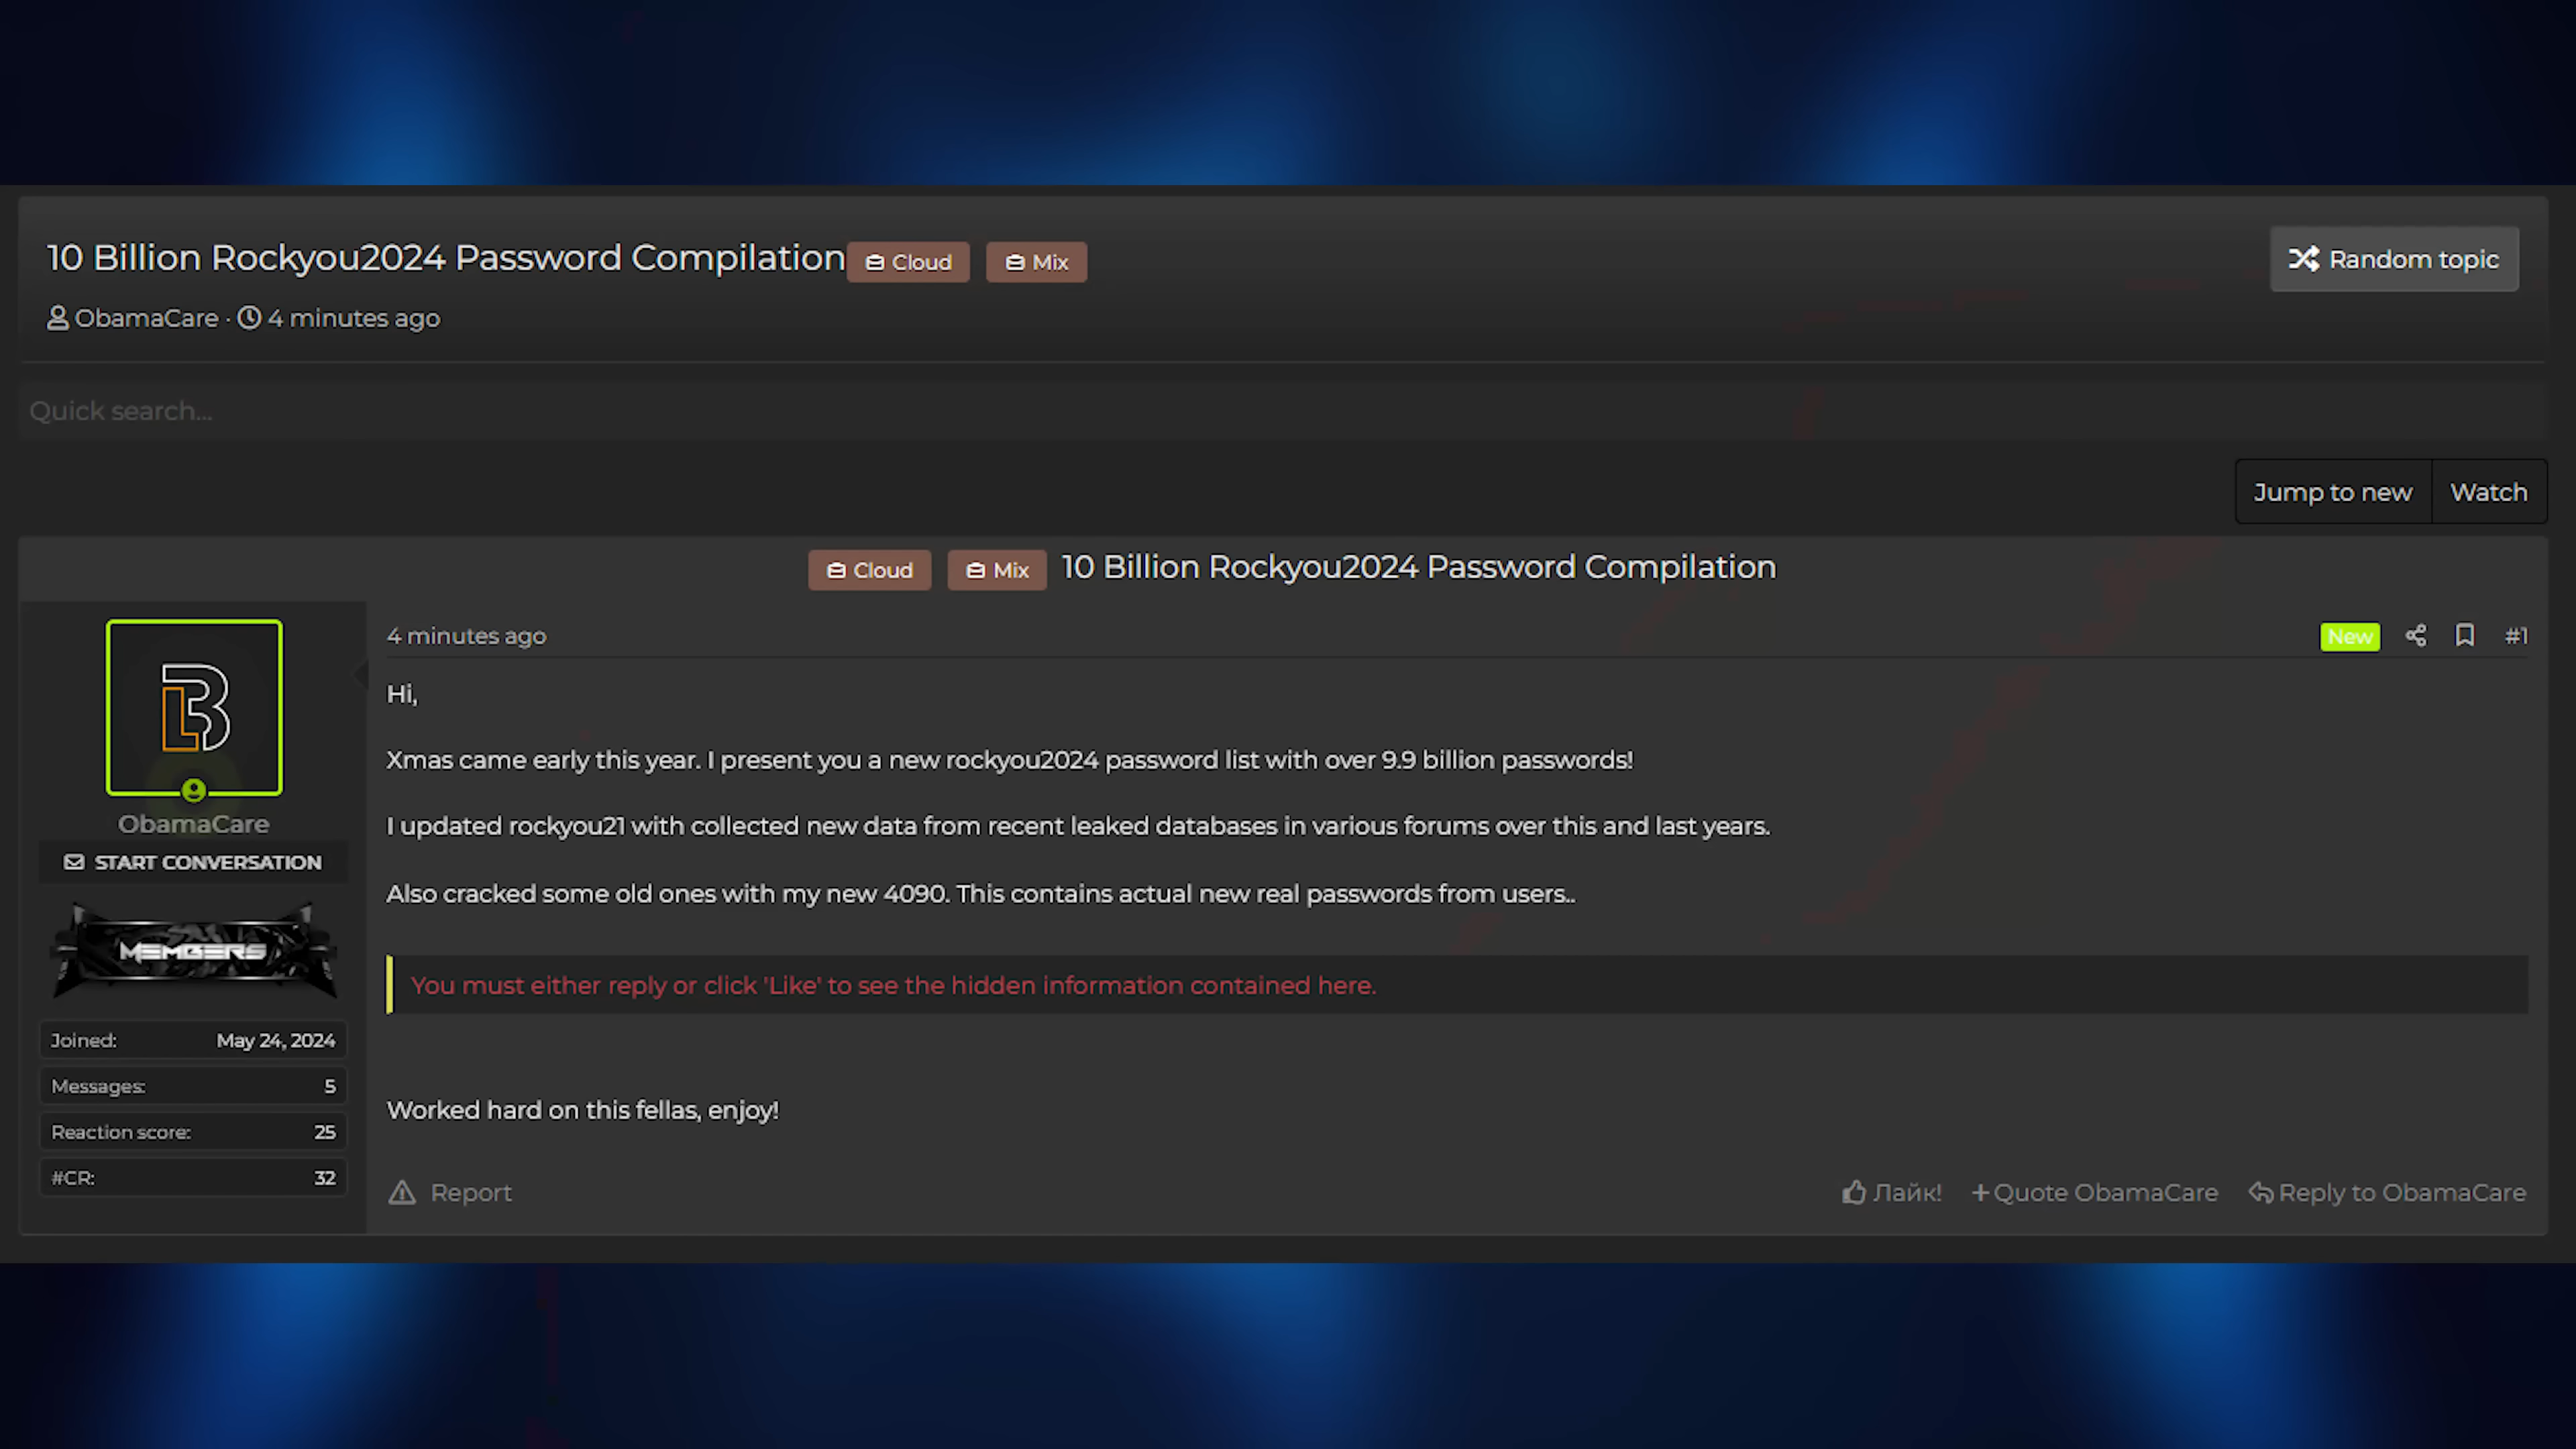 10 Billion Rockyou2024 Password Compilation Cloud Mix
Random topic
ObamaCare · 4 minutes ago
Quick search...
Jump to new Watch
Cloud Mix 10 Billion Rockyou2024 Password Compilation
LB
ObamaCare
START CONVERSATION
MEMBERS
Joined: May 24, 2024
Messages: 5
Reaction score: 25
#CR: 32
4 minutes ago New #1
Hi,
Xmas came early this year. I present you a new rockyou2024 password list with over 9.9 billion passwords!
I updated rockyou21 with collected new data from recent leaked databases in various forums over this and last years.
Also cracked some old ones with my new 4090. This contains actual new real passwords from users..
You must either reply or click 'Like' to see the hidden information contained here.
Worked hard on this fellas, enjoy!
Report Лайк! +Quote ObamaCare Reply to ObamaCare